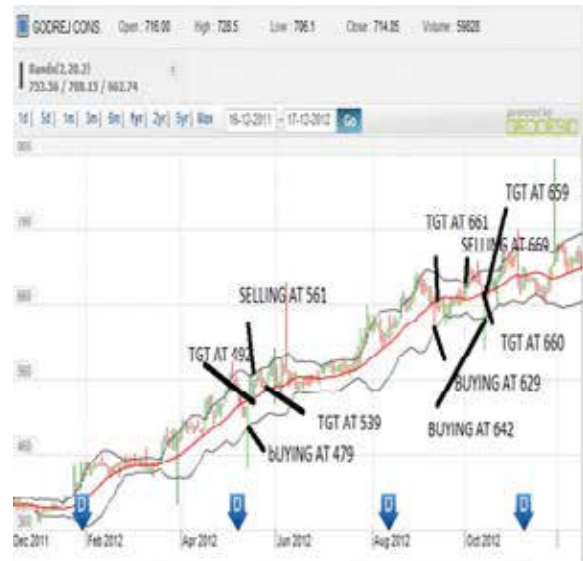 GODREJ CONS. Open : 716.00 High : 728.5 Low : 706.1 Close : 714.05 Volume : 59828
Bands(2,20,2)
753.56 / 708.15 / 662.74
1d| 5d| 1m| 3m| 6m| 1yr| 2yr| 5yr| Max 16-12-2011 - 17-12-2012 Go
powered by
TGT AT 659
TGT AT 661
SELLING AT 669
SELLING AT 561
TGT AT 492
TGT AT 660
BUYING AT 629
TGT AT 539
BUYING AT 642
bUYING AT 479
D D D D
Dec 2011 Feb 2012 Apr 2012 Jun 2012 Aug 2012 Oct 2012